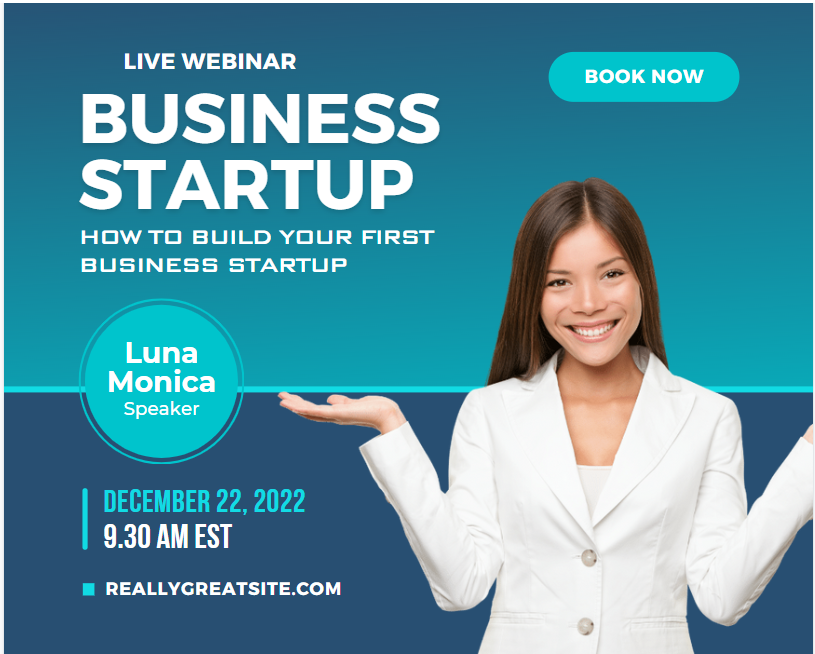 LIVE WEBINAR
BOOK NOW
BUSINESS
STARTUP
HOW TO BUILD YOUR FIRST
BUSINESS STARTUP
Luna
Monica
Speaker
DECEMBER 22, 2022
9.30 AM EST
REALLYGREATSITE.COM